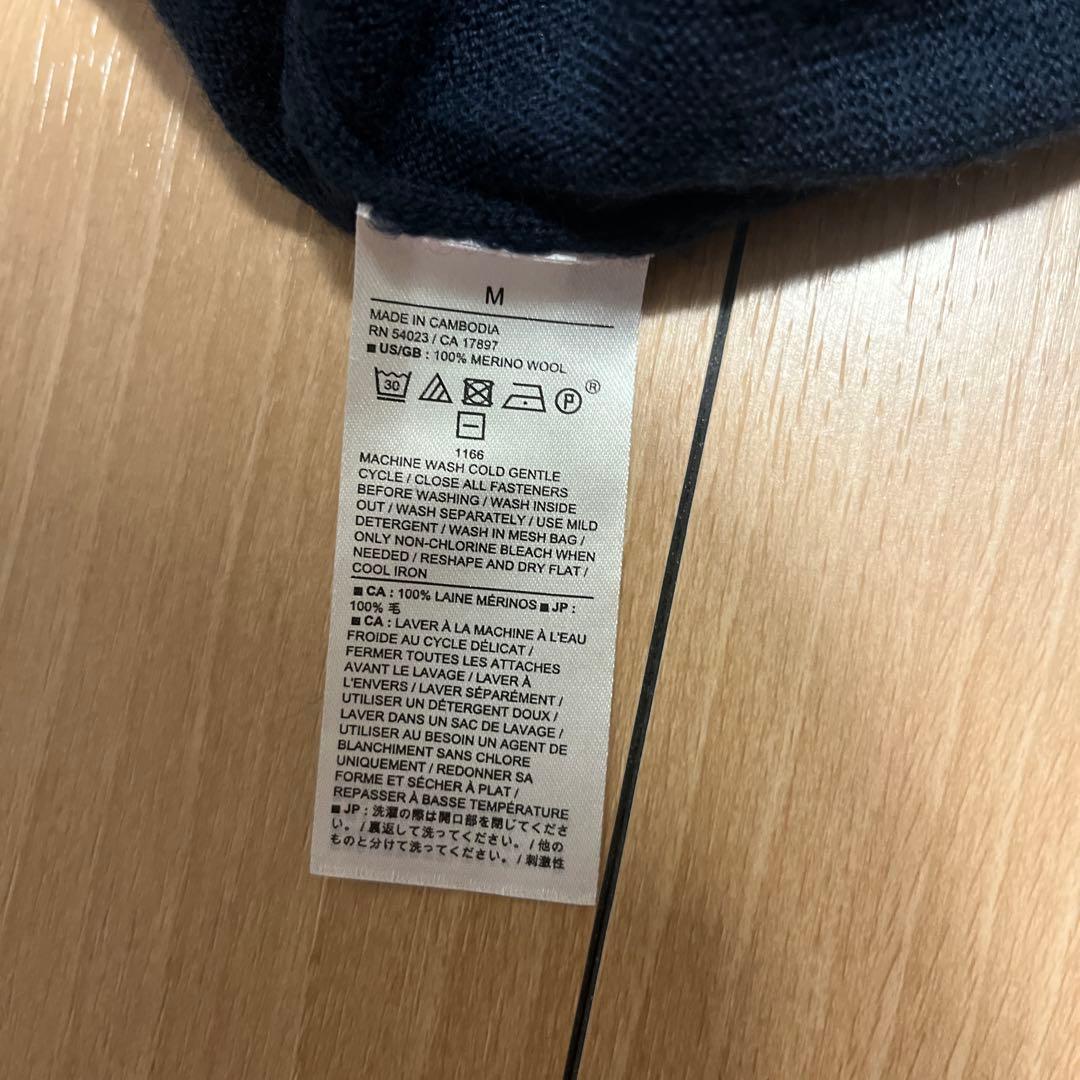 M
MADE IN CAMBODIA
RN 54023 / CA 17897
■ US/GB : 100% MERINO WOOL
30 P ®
1166
MACHINE WASH COLD GENTLE
CYCLE / CLOSE ALL FASTENERS
BEFORE WASHING / WASH INSIDE
OUT / WASH SEPARATELY / USE MILD
DETERGENT / WASH IN MESH BAG /
ONLY NON-CHLORINE BLEACH WHEN
NEEDED / RESHAPE AND DRY FLAT /
COOL IRON
■ CA : 100% LAINE MÉRINOS ■ JP :
100% 毛
■ CA : LAVER À LA MACHINE À L'EAU
FROIDE AU CYCLE DÉLICAT /
FERMER TOUTES LES ATTACHES
AVANT LE LAVAGE / LAVER À
L'ENVERS / LAVER SÉPARÉMENT /
UTILISER UN DÉTERGENT DOUX /
LAVER DANS UN SAC DE LAVAGE /
UTILISER AU BESOIN UN AGENT DE
BLANCHIMENT SANS CHLORE
UNIQUEMENT / REDONNER SA
FORME ET SÉCHER À PLAT /
REPASSER À BASSE TEMPÉRATURE
■ JP : 洗濯の際は開口部を閉じてくださ
い。/ 裏返して洗ってください。/ 他の
ものと分けて洗ってください。/ 刺激性